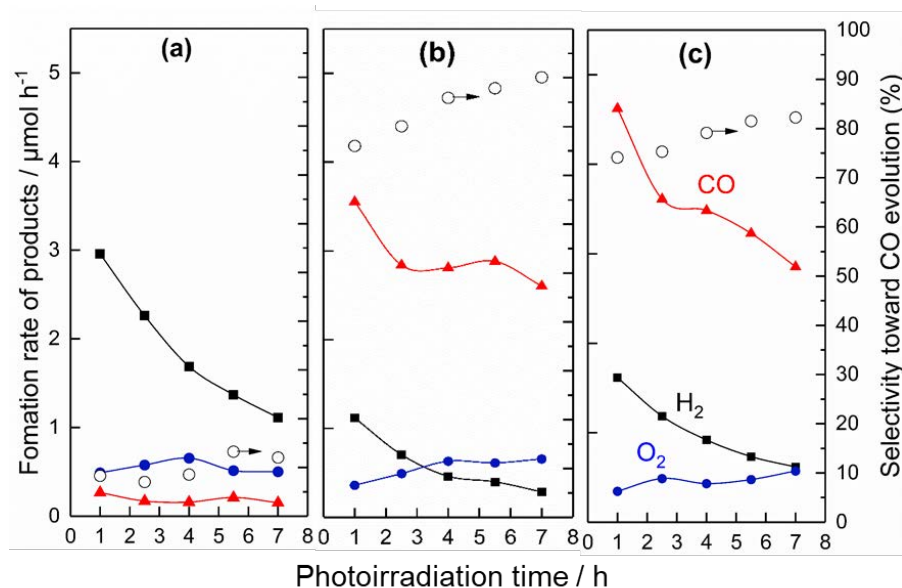 (a)
(b)
(c)
Fomation rate of products / μmol h⁻¹
5
4
3
2
1
0
Selectivity toward CO evolution (%)
100
90
80
70
60
50
40
30
20
10
0
CO
H₂
O₂
0 1 2 3 4 5 6 7 8
0 1 2 3 4 5 6 7 8
0 1 2 3 4 5 6 7 8
Photoirradiation time / h